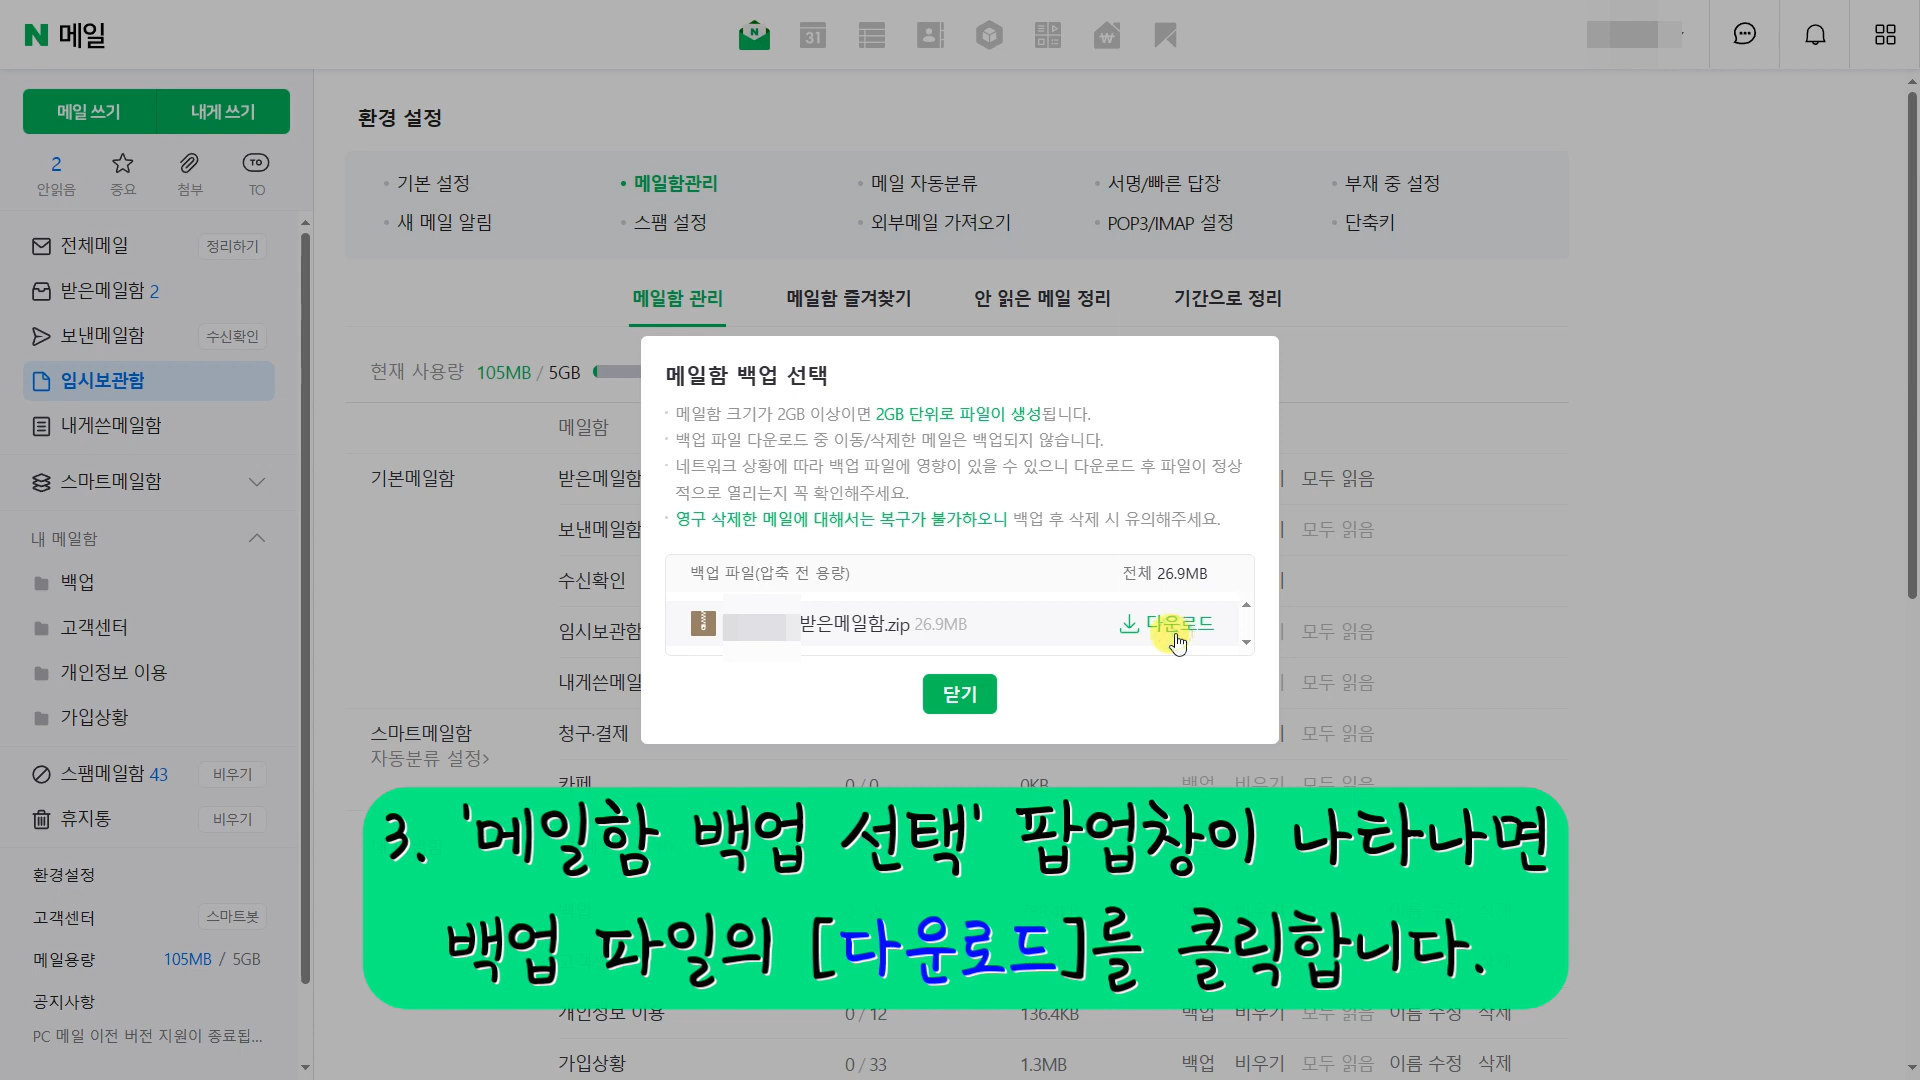 N 메일
N
31
메일 쓰기 내게 쓰기
2
안읽음 중요 첨부 TO
TO
전체메일 정리하기
받은메일함 2
보낸메일함 수신확인
임시보관함
내게쓴메일함
스마트메일함
내 메일함
백업
고객센터
개인정보 이용
가입상황
스팸메일함 43 비우기
휴지통 비우기
환경설정
고객센터 스마트봇
메일용량 105MB / 5GB
공지사항
PC 메일 이전 버전 지원이 종료됩...
환경 설정
기본 설정 메일함관리 메일 자동분류 서명/빠른 답장 부재 중 설정
새 메일 알림 스팸 설정 외부메일 가져오기 POP3/IMAP 설정 단축키
메일함 관리 메일함 즐겨찾기 안 읽은 메일 정리 기간으로 정리
현재 사용량 105MB / 5GB
메일함
기본메일함 받은메일함 모두 읽음
보낸메일함 모두 읽음
수신확인
임시보관함 모두 읽음
내게쓴메일 모두 읽음
스마트메일함 청구·결제 모두 읽음
자동분류 설정>
카페 0 / 0 0KB 백업 비우기 모두 읽음
메일함 백업 선택
· 메일함 크기가 2GB 이상이면 2GB 단위로 파일이 생성됩니다.
· 백업 파일 다운로드 중 이동/삭제한 메일은 백업되지 않습니다.
· 네트워크 상황에 따라 백업 파일에 영향이 있을 수 있으니 다운로드 후 파일이 정상
적으로 열리는지 꼭 확인해주세요.
· 영구 삭제한 메일에 대해서는 복구가 불가하오니 백업 후 삭제 시 유의해주세요.
백업 파일(압축 전 용량) 전체 26.9MB
받은메일함.zip 26.9MB 다운로드
닫기
3. '메일함 백업 선택' 팝업창이 나타나면
백업 파일의 [다운로드]를 클릭합니다.
개인정보 이용 0 / 12 136.4KB 백업 비우기 모두 읽음 이름 수정 삭제
가입상황 0 / 33 1.3MB 백업 비우기 모두 읽음 이름 수정 삭제